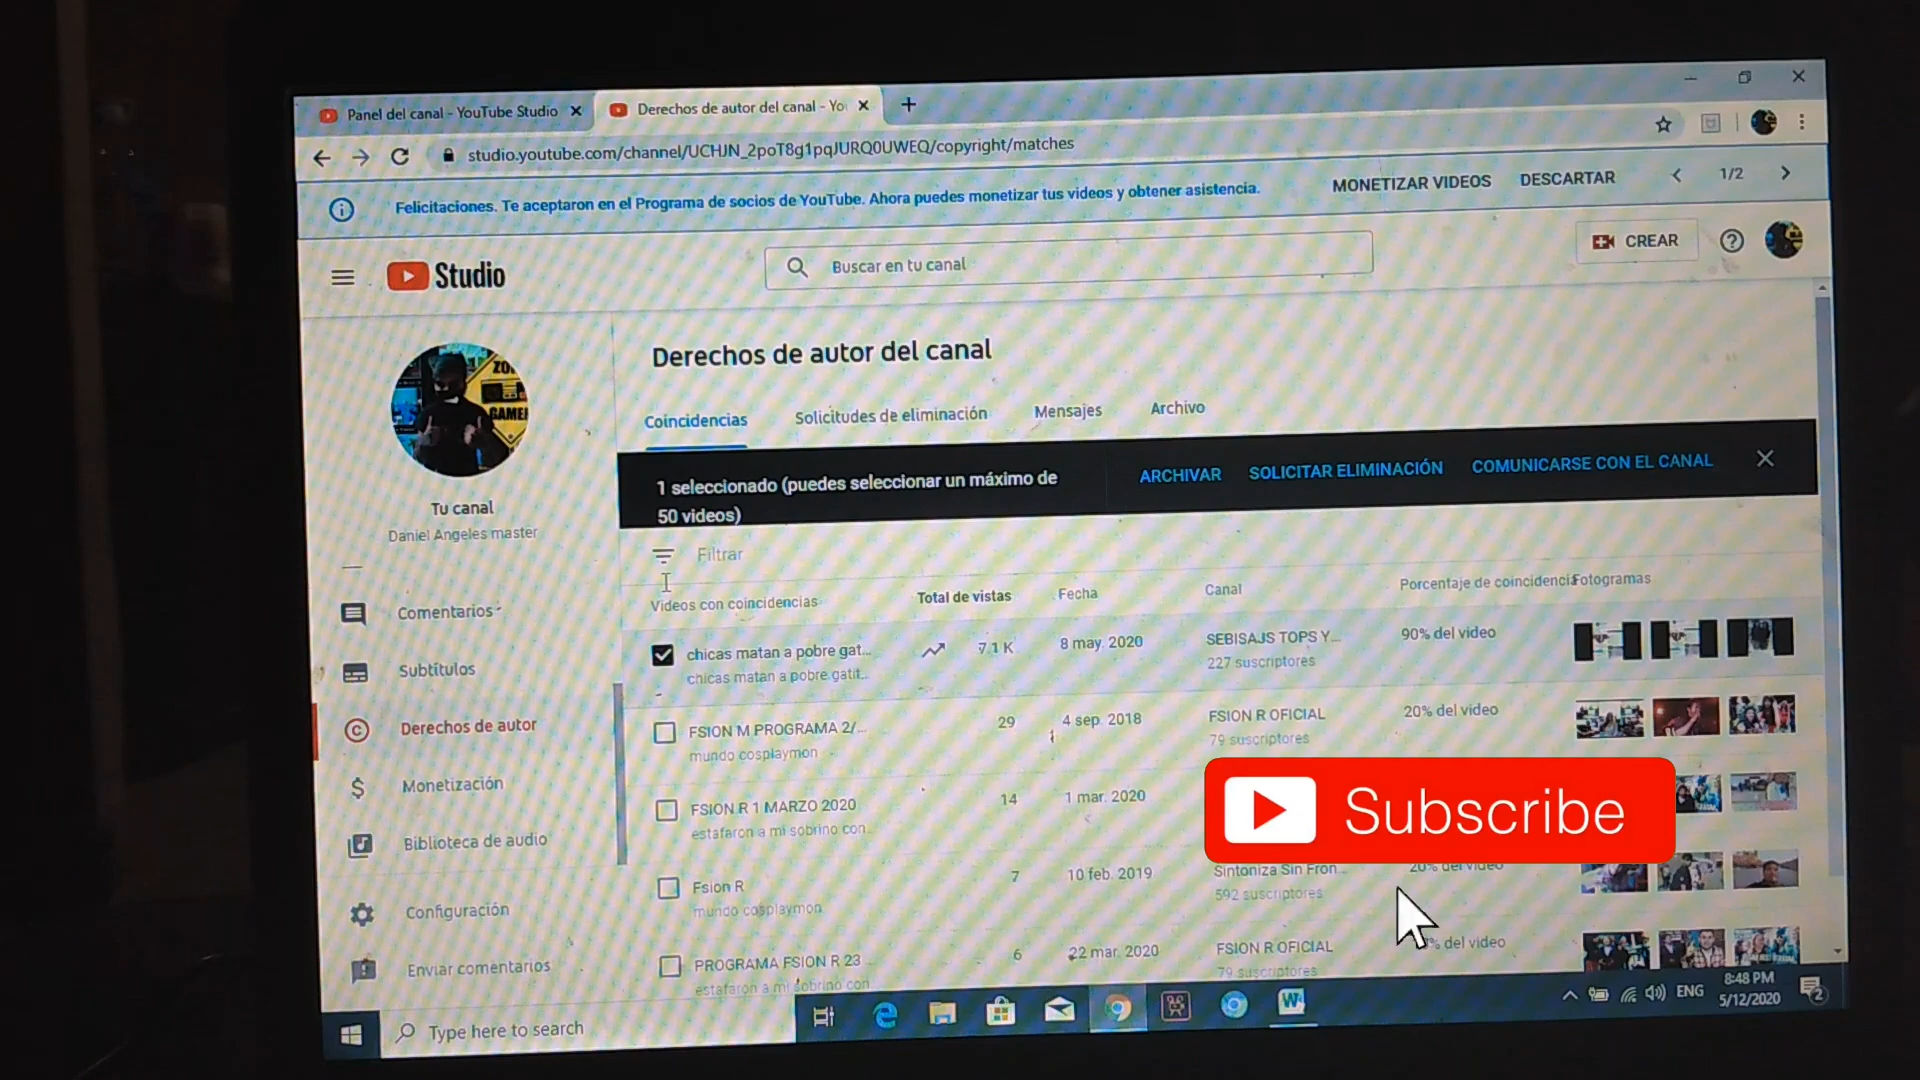 Panel del canal - YouTube Studio
Derechos de autor del canal - Yo
studio.youtube.com/channel/UCHJN_2poT8g1pqJURQ0UWEQ/copyright/matches
Felicitaciones. Te aceptaron en el Programa de socios de YouTube. Ahora puedes monetizar tus videos y obtener asistencia.
MONETIZAR VIDEOS DESCARTAR 1/2
Studio
Buscar en tu canal
CREAR
ZO
GAME
Tu canal
Daniel Angeles master
Comentarios
Subtítulos
Derechos de autor
Monetización
Biblioteca de audio
Configuración
Enviar comentarios
Derechos de autor del canal
Coincidencias Solicitudes de eliminación Mensajes Archivo
1 seleccionado (puedes seleccionar un máximo de
50 videos)
ARCHIVAR SOLICITAR ELIMINACIÓN COMUNICARSE CON EL CANAL
Filtrar
Videos con coincidencias Total de vistas Fecha Canal Porcentaje de coincidencia Fotogramas
chicas matan a pobre gat... 7.1 K 8 may. 2020 SEBISAJS TOPS Y... 90% del video
chicas matan a pobre gatit... 227 suscriptores
FSION M PROGRAMA 2/... 29 4 sep. 2018 FSION R OFICIAL 20% del video
mundo cosplaymon 79 suscriptores
FSION R 1 MARZO 2020 14 1 mar. 2020
estafaron a mi sobrino con...
Subscribe
Fsion R 7 10 feb. 2019 Sintoniza Sin Fron... 20% del video
mundo cosplaymon 592 suscriptores
PROGRAMA FSION R 23 ... 6 22 mar. 2020 FSION R OFICIAL % del video
estafaron a mi sobrino con 79 suscriptores
Type here to search
ENG
8:48 PM
5/12/2020
2